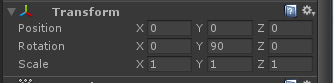 Transform
Position X 0 Y 0 Z 0
Rotation X 0 Y 90 Z 0
Scale X 1 Y 1 Z 1